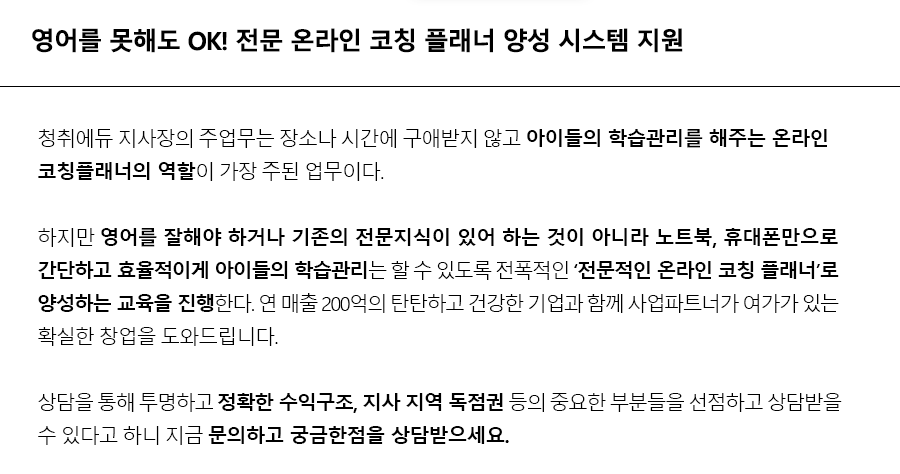 영어를 못해도 OK! 전문 온라인 코칭 플래너 양성 시스템 지원
청취에듀 지사장의 주업무는 장소나 시간에 구애받지 않고 아이들의 학습관리를 해주는 온라인
코칭플래너의 역할이 가장 주된 업무이다.
하지만 영어를 잘해야 하거나 기존의 전문지식이 있어 하는 것이 아니라 노트북, 휴대폰만으로
간단하고 효율적이게 아이들의 학습관리는 할 수 있도록 전폭적인 '전문적인 온라인 코칭 플래너'로
양성하는 교육을 진행한다. 연 매출 200억의 탄탄하고 건강한 기업과 함께 사업파트너가 여가가 있는
확실한 창업을 도와드립니다.
상담을 통해 투명하고 정확한 수익구조, 지사 지역 독점권 등의 중요한 부분들을 선점하고 상담받을
수 있다고 하니 지금 문의하고 궁금한점을 상담받으세요.